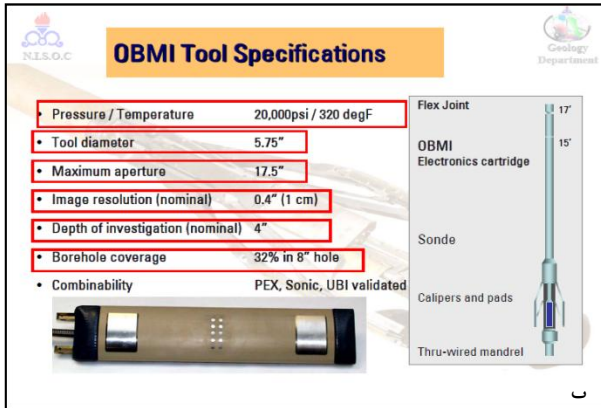 N.I.S.O.C
OBMI Tool Specifications
Geology
Department
• Pressure / Temperature 20,000psi / 320 degF
• Tool diameter 5.75"
• Maximum aperture 17.5"
• Image resolution (nominal) 0.4" (1 cm)
• Depth of investigation (nominal) 4"
• Borehole coverage 32% in 8" hole
• Combinability PEX, Sonic, UBI validated
Flex Joint 17'
15'
OBMI
Electronics cartridge
Sonde
Calipers and pads
Thru-wired mandrel
ب